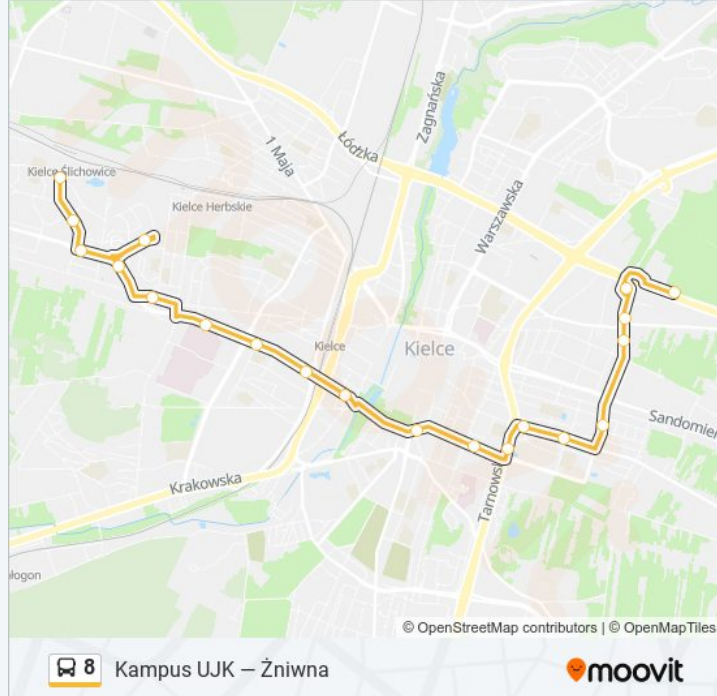 Zagnańska
Łódzka
1 Maja
Kielce Ślichowice
Kielce Herbskie
Warszawska
Kielce
Kielce
Sandomier
Krakowska
Tarnowsk
łogon
© OpenStreetMap contributors | © OpenMapTiles
8 Kampus UJK — Żniwna
moovit